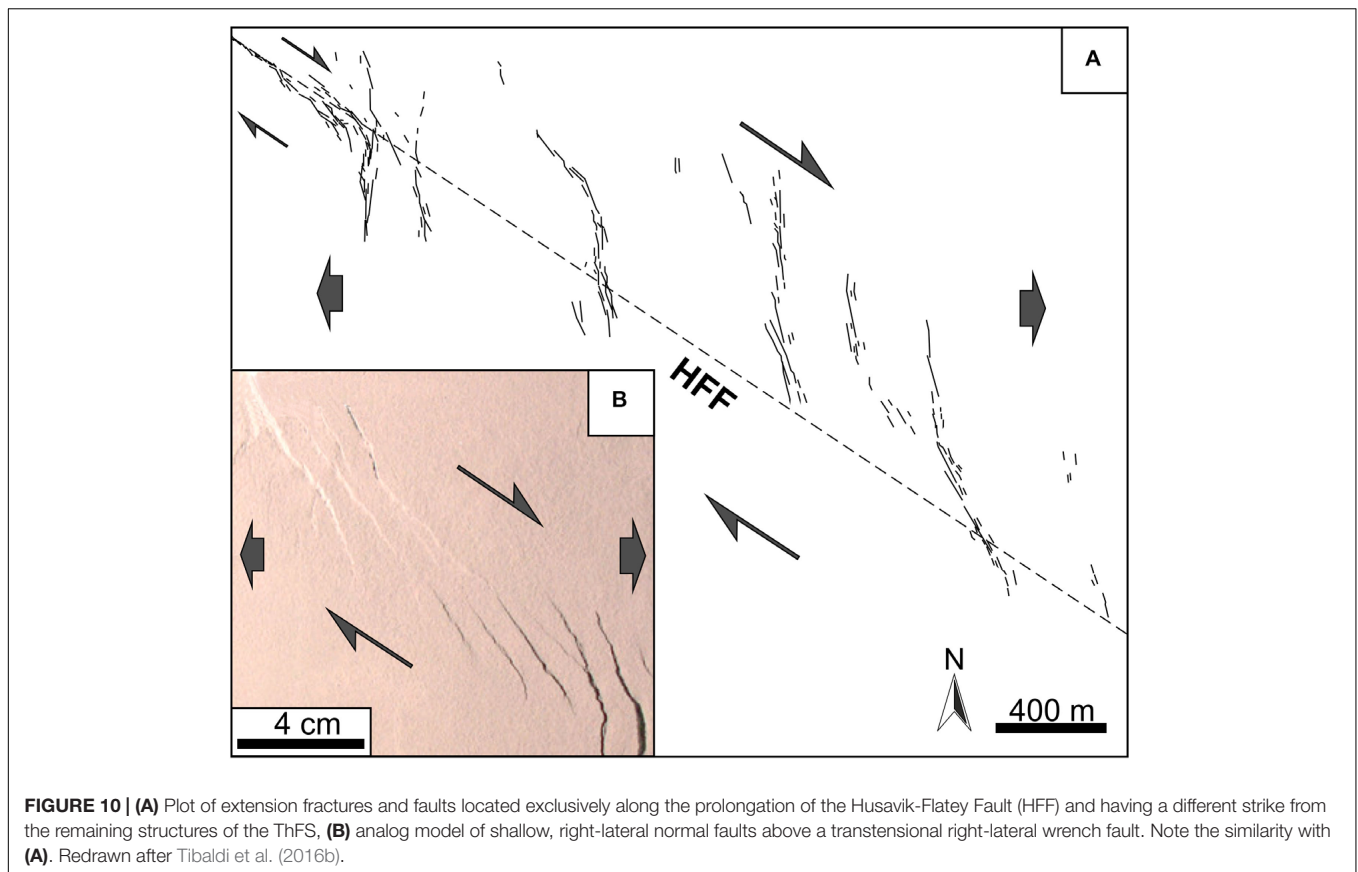 A
HFF
B
N
400 m
4 cm
FIGURE 10 | (A) Plot of extension fractures and faults located exclusively along the prolongation of the Husavik-Flatey Fault (HFF) and having a different strike from
the remaining structures of the ThFS, (B) analog model of shallow, right-lateral normal faults above a transtensional right-lateral wrench fault. Note the similarity with
(A). Redrawn after Tibaldi et al. (2016b).